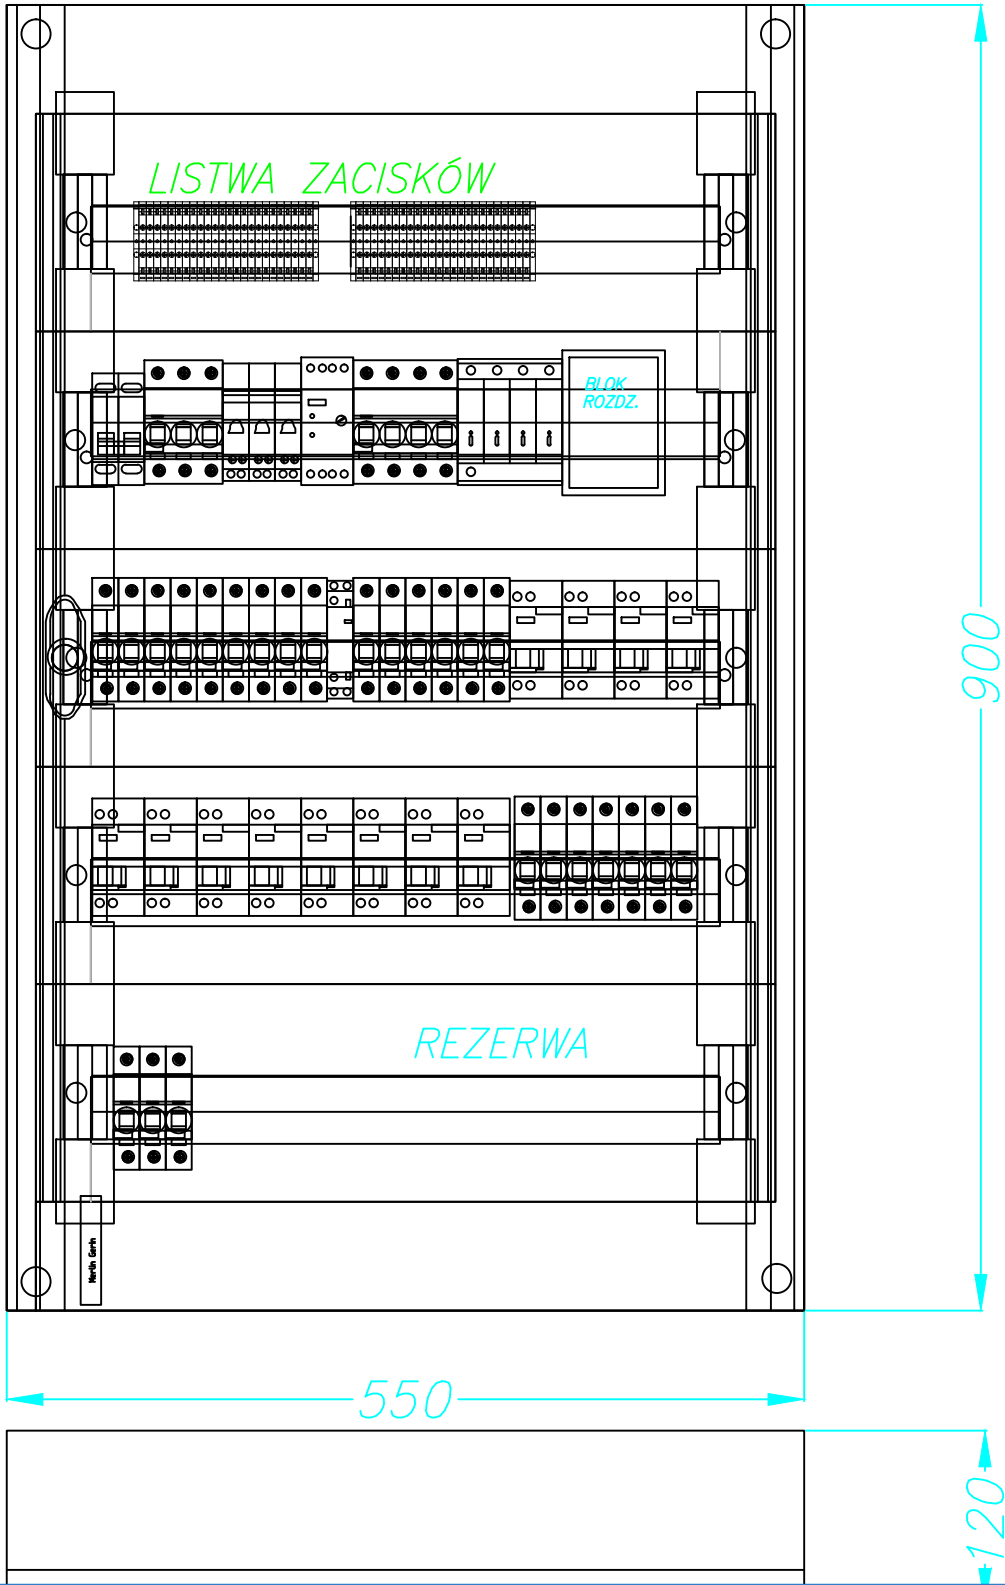 LISTWA ZACISKÓW
BLOK
ROZDZ.
900
REZERWA
Merlin Gerin
550
120